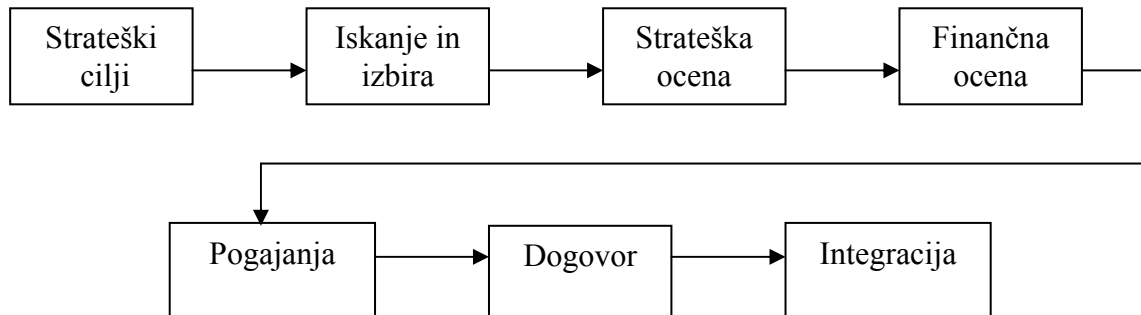 Strateški
cilji
Iskanje in
izbira
Strateška
ocena
Finančna
ocena
Pogajanja
Dogovor
Integracija